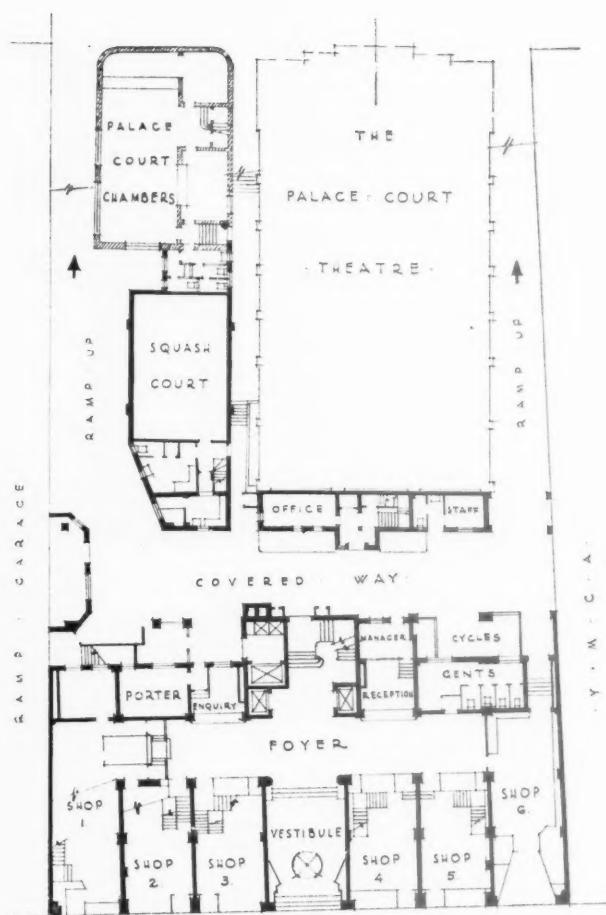 PALACE
COURT
CHAMBERS
THE
PALACE · COURT
· THEATRE ·
RAMP UP
SQUASH
COURT
RAMP UP
OFFICE
STAFF
RAMP GARAGE
COVERED WAY
Y · M · C · A ·
MANAGER
CYCLES
PORTER
ENQUIRY
RECEPTION
GENTS
FOYER
SHOP
1.
SHOP
2.
SHOP
3.
VESTIBULE
SHOP
4
SHOP
5.
SHOP
6.